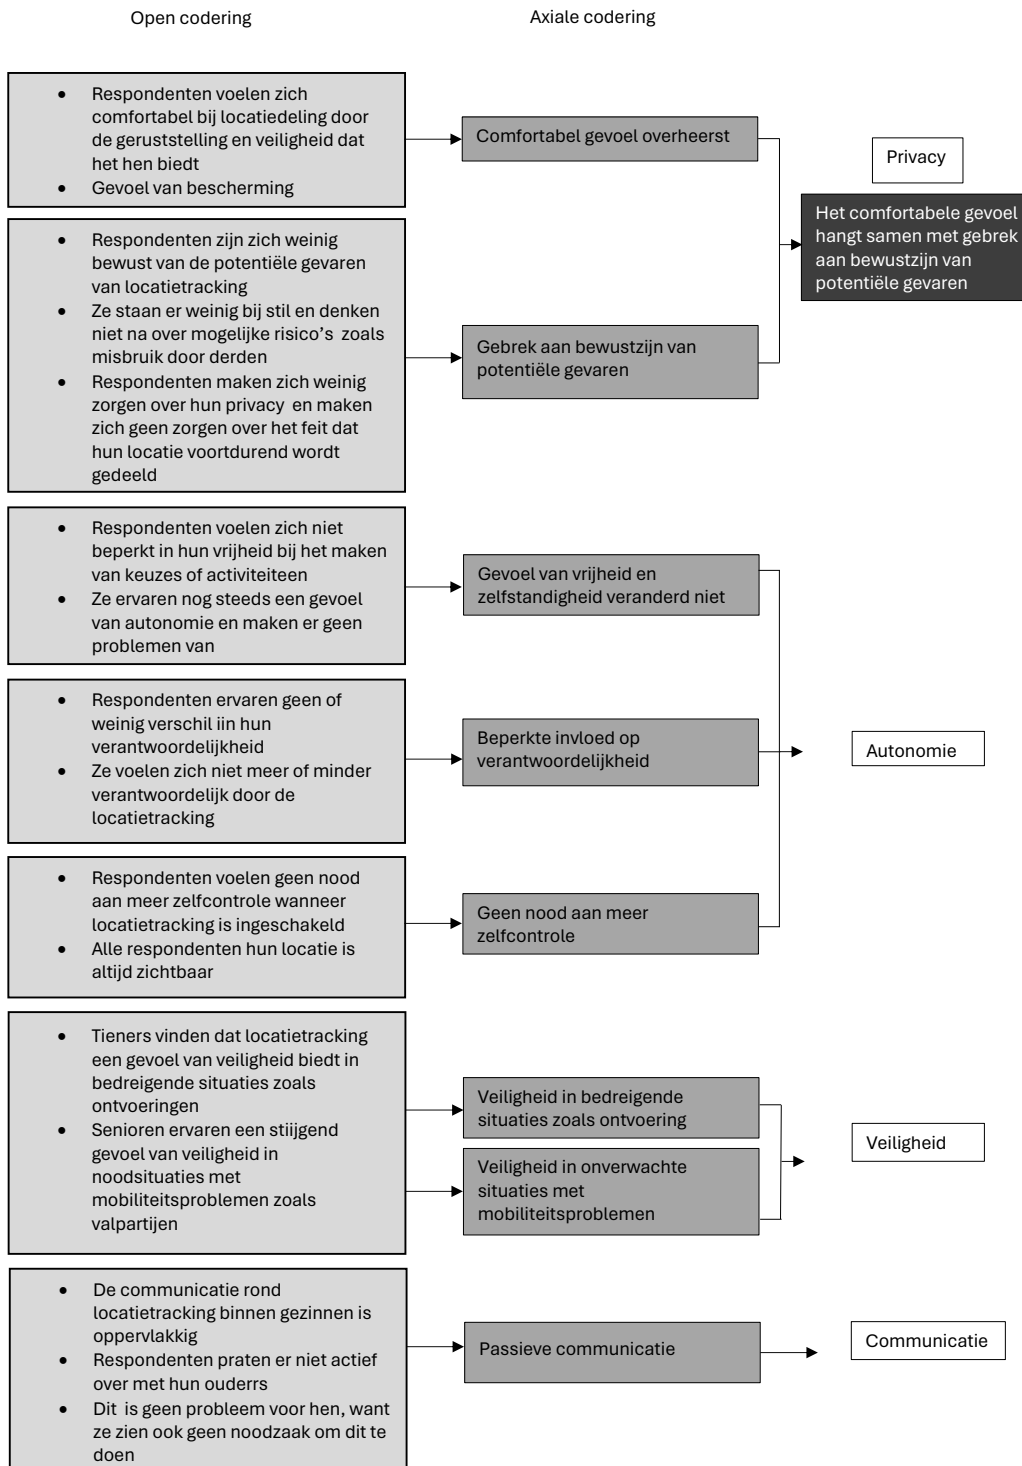 Open codering
Axiale codering
• Respondenten voelen zich
comfortabel bij locatiedeling door
de geruststelling en veiligheid dat
het hen biedt
• Gevoel van bescherming
Comfortabel gevoel overheerst
Privacy
Het comfortabele gevoel
hangt samen met gebrek
aan bewustzijn van
potentiële gevaren
• Respondenten zijn zich weinig
bewust van de potentiële gevaren
van locatietracking
• Ze staan er weinig bij stil en denken
niet na over mogelijke risico's zoals
misbruik door derden
• Respondenten maken zich weinig
zorgen over hun privacy en maken
zich geen zorgen over het feit dat
hun locatie voortdurend wordt
gedeeld
Gebrek aan bewustzijn van
potentiële gevaren
• Respondenten voelen zich niet
beperkt in hun vrijheid bij het maken
van keuzes of activiteiteen
• Ze ervaren nog steeds een gevoel
van autonomie en maken er geen
problemen van
Gevoel van vrijheid en
zelfstandigheid veranderd niet
• Respondenten ervaren geen of
weinig verschil iin hun
verantwoordelijkheid
• Ze voelen zich niet meer of minder
verantwoordelijk door de
locatietracking
Beperkte invloed op
verantwoordelijkheid
Autonomie
• Respondenten voelen geen nood
aan meer zelfcontrole wanneer
locatietracking is ingeschakeld
• Alle respondenten hun locatie is
altijd zichtbaar
Geen nood aan meer
zelfcontrole
• Tieners vinden dat locatietracking
een gevoel van veiligheid biedt in
bedreigende situaties zoals
ontvoeringen
• Senioren ervaren een stiijgend
gevoel van veiligheid in
noodsituaties met
mobiliteitsproblemen zoals
valpartijen
Veiligheid in bedreigende
situaties zoals ontvoering
Veiligheid in onverwachte
situaties met
mobiliteitsproblemen
Veiligheid
• De communicatie rond
locatietracking binnen gezinnen is
oppervlakkig
• Respondenten praten er niet actief
over met hun ouderrs
• Dit is geen probleem voor hen, want
ze zien ook geen noodzaak om dit te
doen
Passieve communicatie
Communicatie